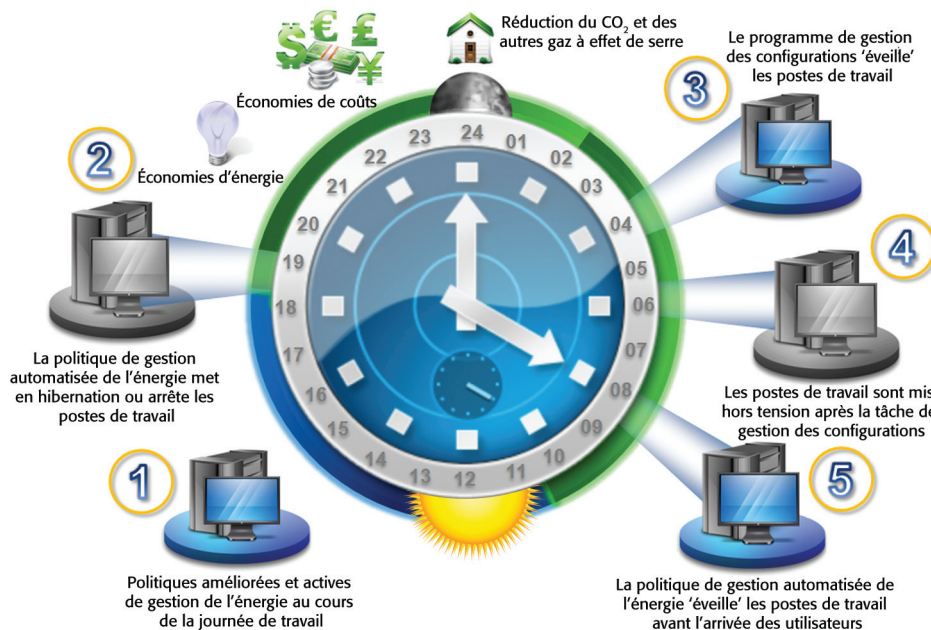 Économies de coûts
Réduction du CO₂ et des
autres gaz à effet de serre
Économies d'énergie
1
Politiques améliorées et actives
de gestion de l'énergie au cours
de la journée de travail
2
La politique de gestion
automatisée de l'énergie met
en hibernation ou arrête les
postes de travail
3
Le programme de gestion
des configurations 'éveille'
les postes de travail
4
Les postes de travail sont mis
hors tension après la tâche de
gestion des configurations
5
La politique de gestion automatisée de
l'énergie 'éveille' les postes de travail
avant l'arrivée des utilisateurs
24
01
02
03
04
05
06
07
08
09
10
11
12
13
14
15
16
17
18
19
20
21
22
23
$
€
£
¥